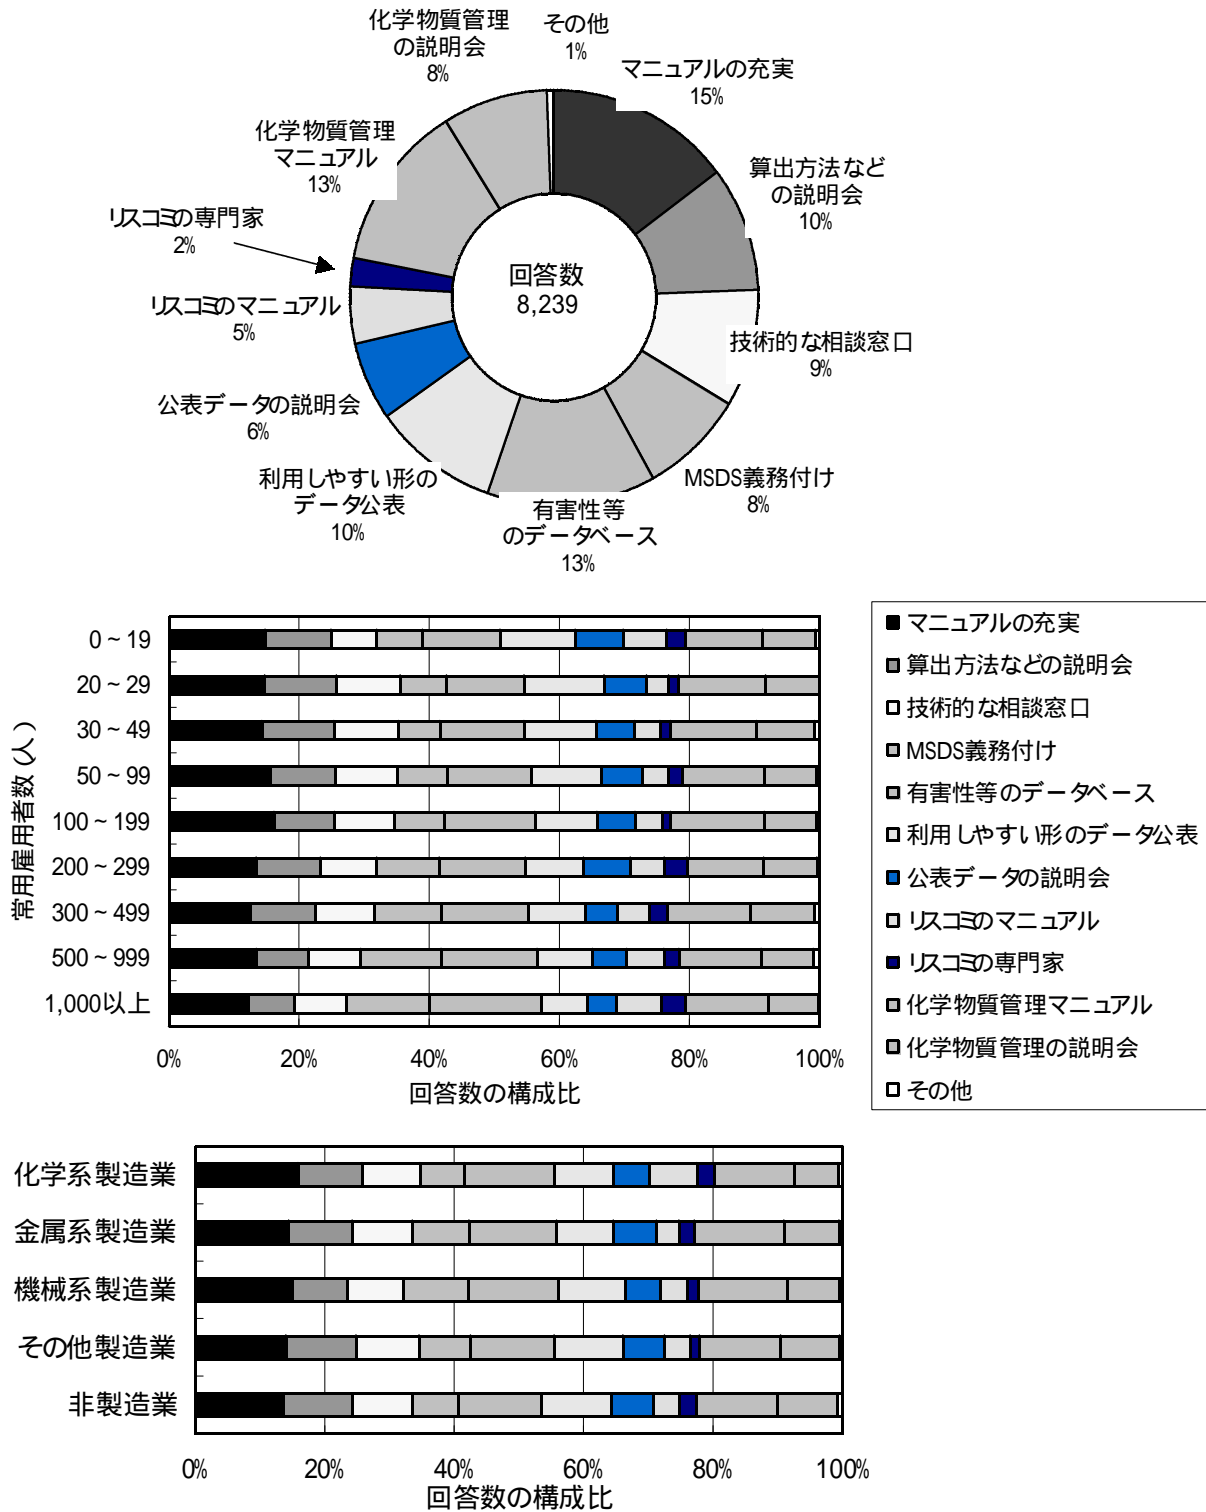 化学物質管理
の説明会
8%
その他
1%
マニュアルの充実
15%
化学物質管理
マニュアル
13%
算出方法など
の説明会
10%
リスコミの専門家
2%
回答数
8,239
リスコミのマニュアル
5%
技術的な相談窓口
9%
公表データの説明会
6%
利用しやすい形の
データ公表
10%
有害性等
のデータベース
13%
MSDS義務付け
8%
常用雇用者数(人)
0~19
20~29
30~49
50~99
100~199
200~299
300~499
500~999
1,000以上
0%
20%
40%
60%
80%
100%
回答数の構成比
マニュアルの充実
算出方法などの説明会
技術的な相談窓口
MSDS義務付け
有害性等のデータベース
利用しやすい形のデータ公表
公表データの説明会
リスコミのマニュアル
リスコミの専門家
化学物質管理マニュアル
化学物質管理の説明会
その他
化学系製造業
金属系製造業
機械系製造業
その他製造業
非製造業
0%
20%
40%
60%
80%
100%
回答数の構成比